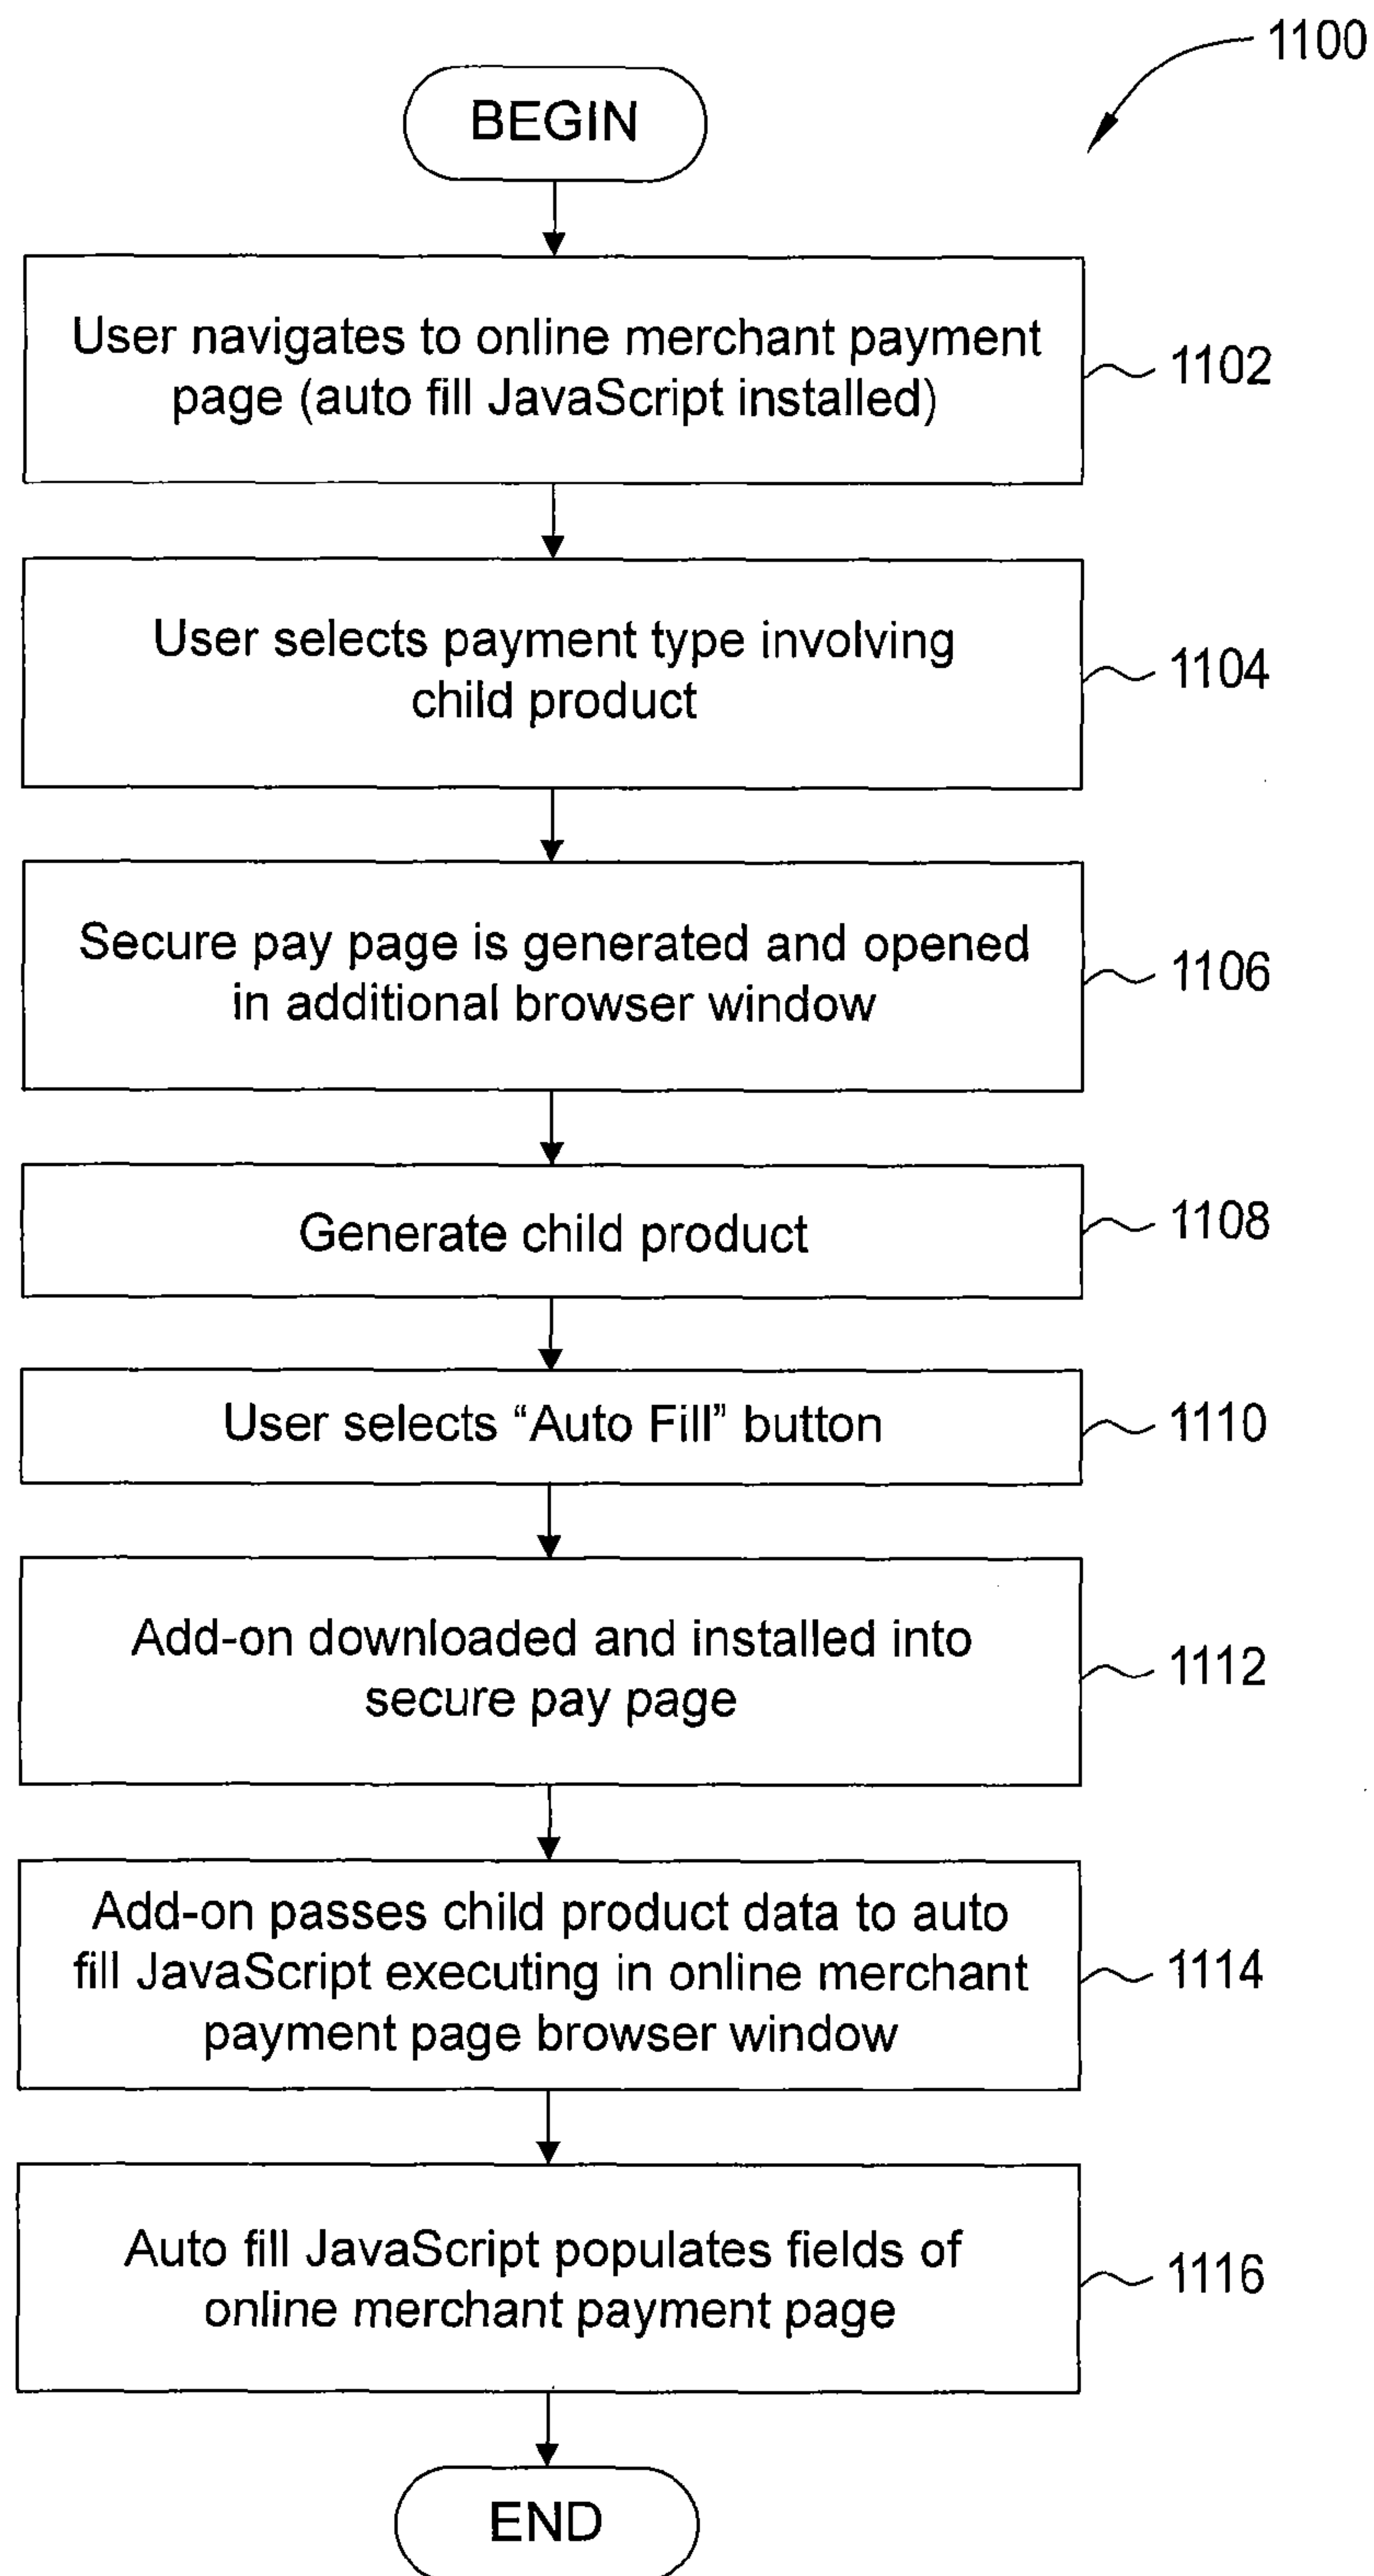 1100
BEGIN
User navigates to online merchant payment
page (auto fill JavaScript installed)
1102
User selects payment type involving
child product
1104
Secure pay page is generated and opened
in additional browser window
1106
Generate child product
1108
User selects “Auto Fill” button
1110
Add-on downloaded and installed into
secure pay page
1112
Add-on passes child product data to auto
fill JavaScript executing in online merchant
payment page browser window
1114
Auto fill JavaScript populates fields of
online merchant payment page
1116
END